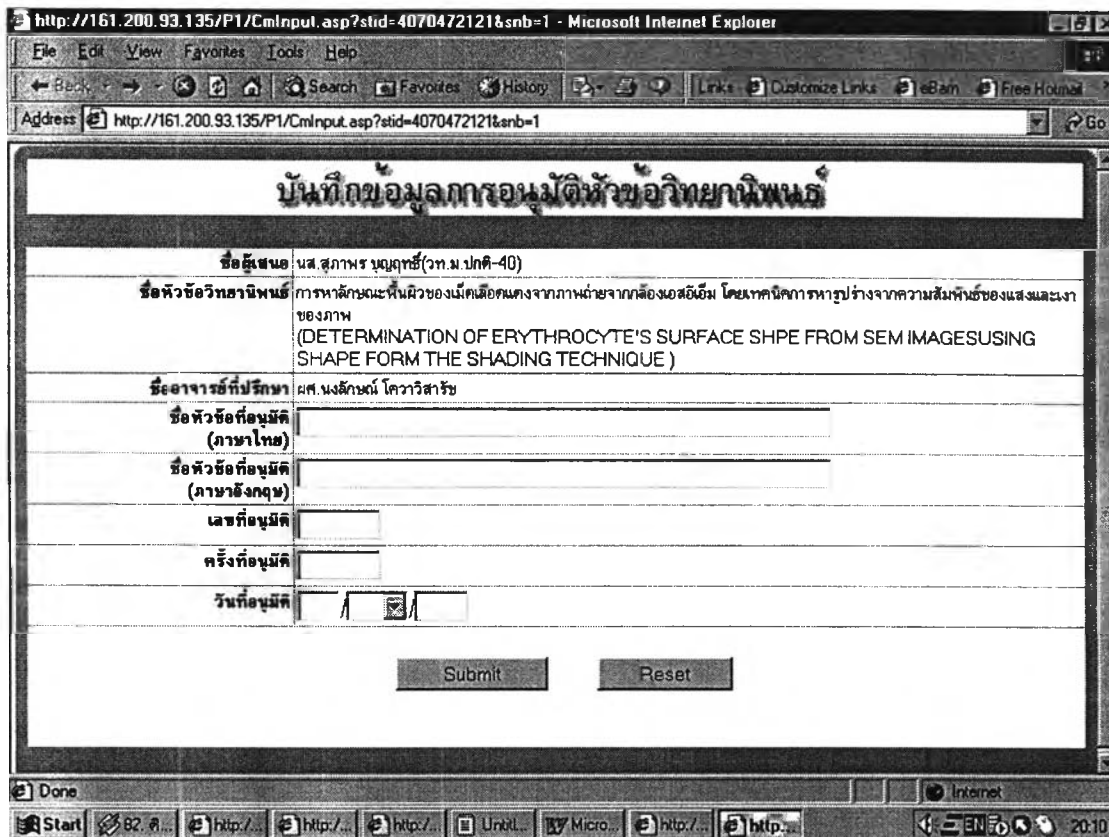 http://161.200.93.135/P1/CmInput.asp?stid=4070472121&snb=1 - Microsoft Internet Explorer
File Edit View Favorites Tools Help
Back Search Favorites History Links Customize Links eBam Free Hotmail
Address http://161.200.93.135/P1/CmInput.asp?stid=4070472121&snb=1 Go
บันทึกข้อมูลการอนุมัติหัวข้อวิทยานิพนธ์
ชื่อผู้เสนอ นส.สุภาพร บุญฤทธิ์(วท.ม.ปกติ-40)
ชื่อหัวข้อวิทยานิพนธ์ การหาลักษณะพื้นผิวของเม็ดเลือดแดงจากภาพถ่ายจากกล้องเอสอีเอ็ม โดยเทคนิคการหารูปร่างจากความสัมพันธ์ของแสงและเงา
ของภาพ
(DETERMINATION OF ERYTHROCYTE'S SURFACE SHPE FROM SEM IMAGESUSING
SHAPE FORM THE SHADING TECHNIQUE )
ชื่ออาจารย์ที่ปรึกษา ผศ.นงลักษณ์ โควาวิสารัช
ชื่อหัวข้อที่อนุมัติ
(ภาษาไทย)
ชื่อหัวข้อที่อนุมัติ
(ภาษาอังกฤษ)
เลขที่อนุมัติ
ครั้งที่อนุมัติ
วันที่อนุมัติ / /
Submit Reset
Done Internet
Start 82. ศ... http:/... http:/... http:/... Untitl... Micro... http:/... http:... EN 20:10